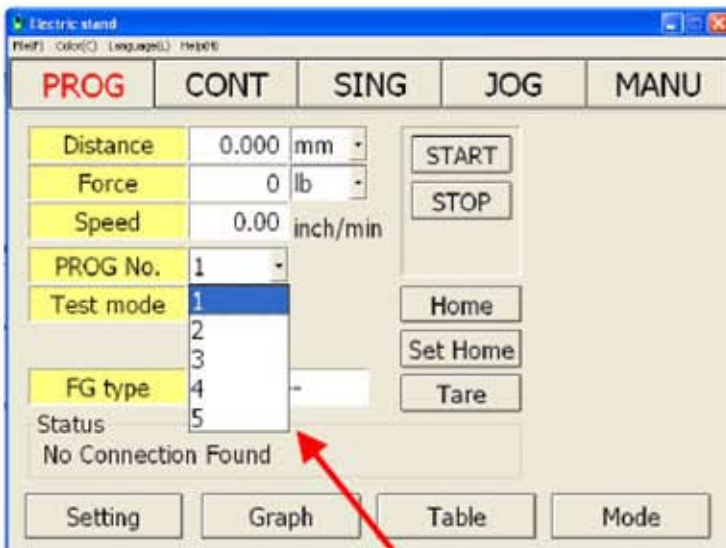 Electric stand
File(F) Color(C) Language(L) Help(H)
PROG CONT SING JOG MANU
Distance 0.000 mm START
Force 0 lb STOP
Speed 0.00 inch/min
PROG No. 1
Test mode 1 Home
2
3 Set Home
FG type 4 -- Tare
5
Status
No Connection Found
Setting Graph Table Mode